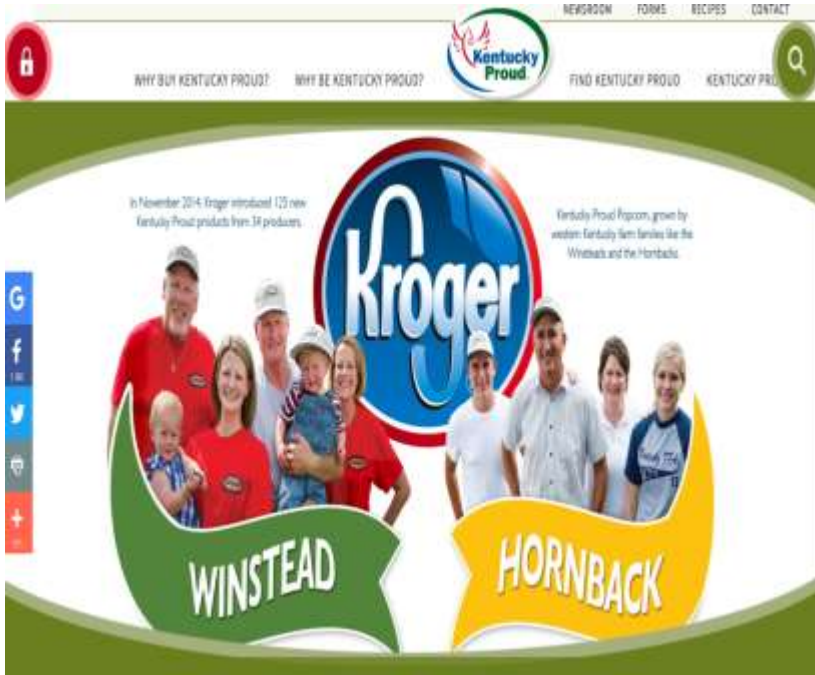 NEWSROOM FORMS RECIPES CONTACT
Kentucky
Proud
WHY BUY KENTUCKY PROUD? WHY BE KENTUCKY PROUD? FIND KENTUCKY PROUD KENTUCKY
In November 2014, Kroger introduced 125 new
Kentucky Proud products from 34 producers.
Kentucky Proud Popcorn, grown by
western Kentucky farm families like the
Winsteads and the Hornbacks.
Kroger
G
f
+
WINSTEAD
HORNBACK